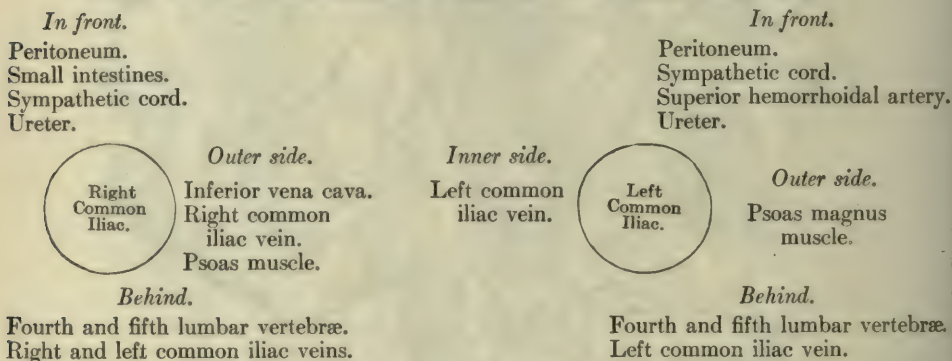 In front.
Peritoneum.
Small intestines.
Sympathetic cord.
Ureter.
Right
Common
Iliac.
Outer side.
Inferior vena cava.
Right common
iliac vein.
Psoas muscle.
Behind.
Fourth and fifth lumbar vertebræ.
Right and left common iliac veins.
In front.
Peritoneum.
Sympathetic cord.
Superior hemorrhoidal artery.
Ureter.
Inner side.
Left common
iliac vein.
Left
Common
Iliac.
Outer side.
Psoas magnus
muscle.
Behind.
Fourth and fifth lumbar vertebræ.
Left common iliac vein.